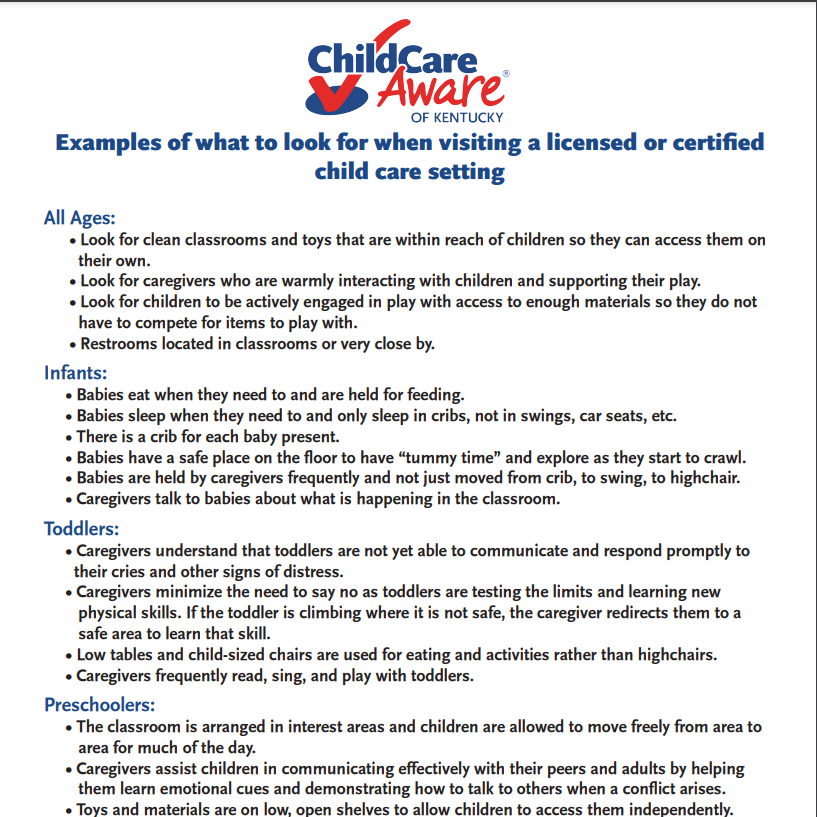 ChildCare
Aware®
OF KENTUCKY
Examples of what to look for when visiting a licensed or certified
child care setting
All Ages:
• Look for clean classrooms and toys that are within reach of children so they can access them on
their own.
• Look for caregivers who are warmly interacting with children and supporting their play.
• Look for children to be actively engaged in play with access to enough materials so they do not
have to compete for items to play with.
• Restrooms located in classrooms or very close by.
Infants:
• Babies eat when they need to and are held for feeding.
• Babies sleep when they need to and only sleep in cribs, not in swings, car seats, etc.
• There is a crib for each baby present.
• Babies have a safe place on the floor to have “tummy time” and explore as they start to crawl.
• Babies are held by caregivers frequently and not just moved from crib, to swing, to highchair.
• Caregivers talk to babies about what is happening in the classroom.
Toddlers:
• Caregivers understand that toddlers are not yet able to communicate and respond promptly to
their cries and other signs of distress.
• Caregivers minimize the need to say no as toddlers are testing the limits and learning new
physical skills. If the toddler is climbing where it is not safe, the caregiver redirects them to a
safe area to learn that skill.
• Low tables and child-sized chairs are used for eating and activities rather than highchairs.
• Caregivers frequently read, sing, and play with toddlers.
Preschoolers:
• The classroom is arranged in interest areas and children are allowed to move freely from area to
area for much of the day.
• Caregivers assist children in communicating effectively with their peers and adults by helping
them learn emotional cues and demonstrating how to talk to others when a conflict arises.
• Toys and materials are on low, open shelves to allow children to access them independently.